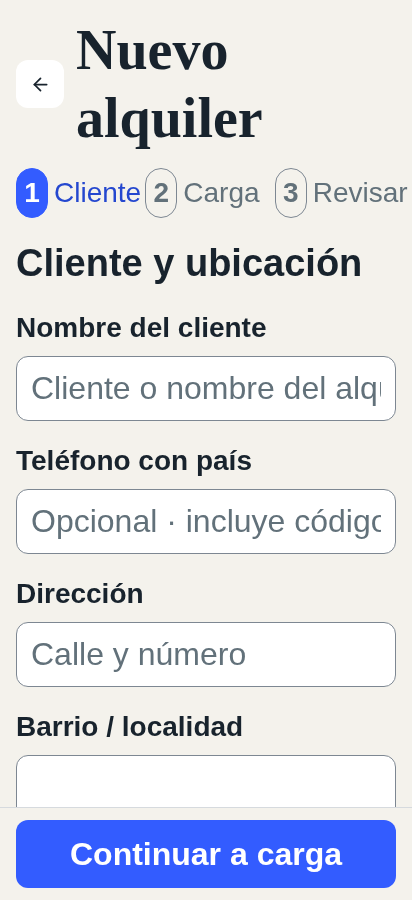 Nuevo
alquiler
1 Cliente 2 Carga 3 Revisar
Cliente y ubicación
Nombre del cliente
Cliente o nombre del alq
Teléfono con país
Opcional · incluye código
Dirección
Calle y número
Barrio / localidad
Continuar a carga